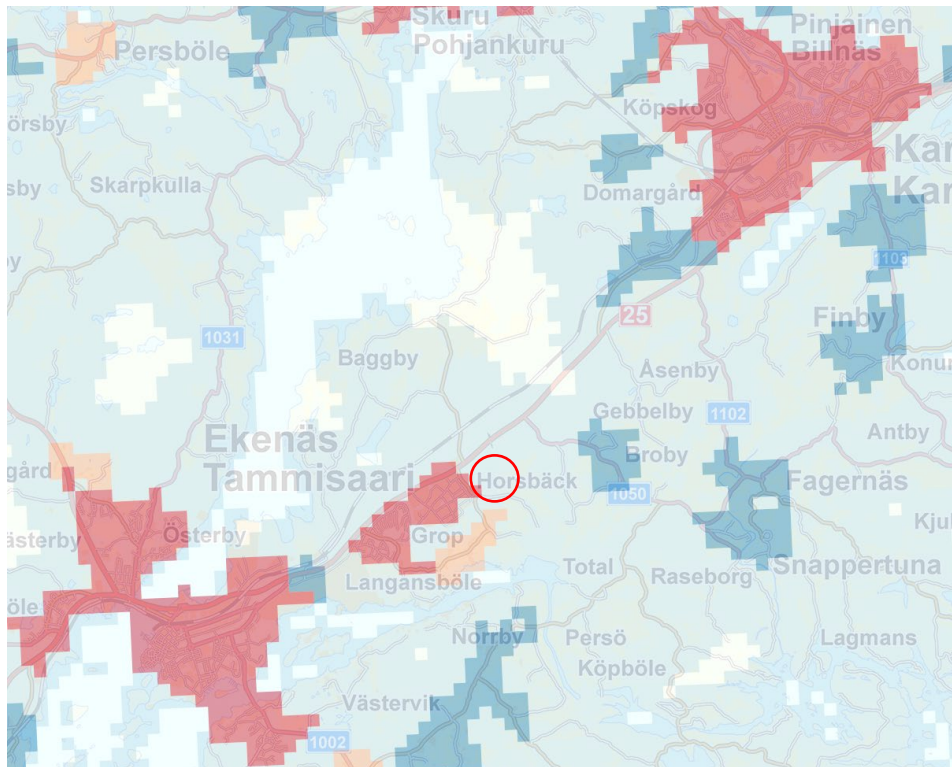 Skuru
Pohjankuru
Pinjainen
Billnäs
Persböle
Köpskog
örsby
Kar
Kar
sby
Skarpkulla
Domargård
by
1103
25
Finby
1031
Baggby
Åsenby
Konun
Gebbelby
1102
Antby
Ekenäs
Tammisaari
Broby
gård
Horsbäck
1050
Fagernäs
Kjul
ästerby
Österby
Grop
Total
Raseborg
Snappertuna
Langansböle
öle
Norrby
Persö
Lagmans
Köpböle
Västervik
1002